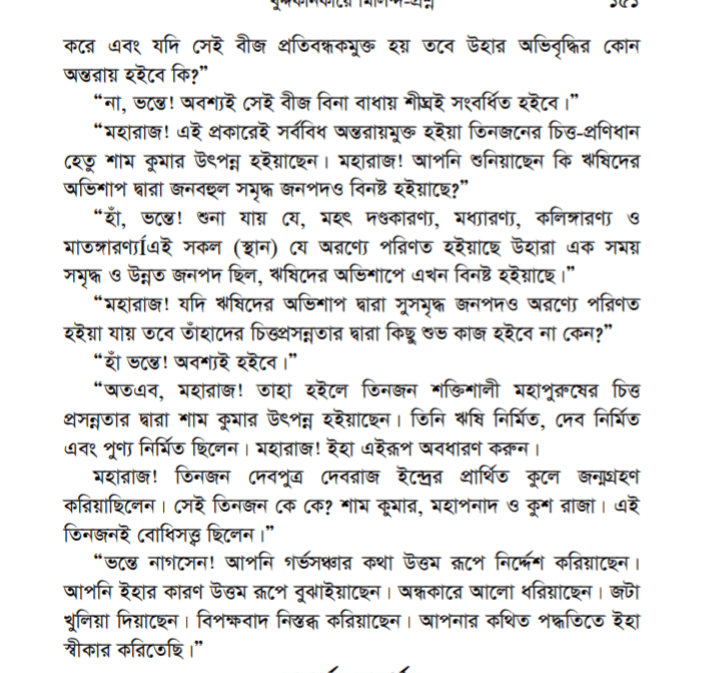 করে এবং যদি সেই বীজ প্রতিবন্ধকমুক্ত হয় তবে উহার অভিবৃদ্ধির কোন
অন্তরায় হইবে কি?”
“না, ভন্তে! অবশ্যই সেই বীজ বিনা বাধায় শীঘ্রই সংবর্ধিত হইবে।”
“মহারাজ! এই প্রকারেই সর্ববিধ অন্তরায়মুক্ত হইয়া তিনজনের চিত্ত-প্রণিধান
হেতু শাম কুমার উৎপন্ন হইয়াছেন। মহারাজ! আপনি শুনিয়াছেন কি ঋষিদের
অভিশাপ দ্বারা জনবহুল সমৃদ্ধ জনপদও বিনষ্ট হইয়াছে?”
“হাঁ, ভন্তে! শুনা যায় যে, মহৎ দণ্ডকারণ্য, মধ্যারণ্য, কলিঙ্গারণ্য ও
মাতঙ্গারণ্যÍএই সকল (স্থান) যে অরণ্যে পরিণত হইয়াছে উহারা এক সময়
সমৃদ্ধ ও উন্নত জনপদ ছিল, ঋষিদের অভিশাপে এখন বিনষ্ট হইয়াছে।”
“মহারাজ! যদি ঋষিদের অভিশাপ দ্বারা সুসমৃদ্ধ জনপদও অরণ্যে পরিণত
হইয়া যায় তবে তাঁহাদের চিত্তপ্রসন্নতার দ্বারা কিছু শুভ কাজ হইবে না কেন?”
“হাঁ ভন্তে! অবশ্যই হইবে।”
“অতএব, মহারাজ! তাহা হইলে তিনজন শক্তিশালী মহাপুরুষের চিত্ত
প্রসন্নতার দ্বারা শাম কুমার উৎপন্ন হইয়াছেন। তিনি ঋষি নির্মিত, দেব নির্মিত
এবং পুণ্য নির্মিত ছিলেন। মহারাজ! ইহা এইরূপ অবধারণ করুন।
মহারাজ! তিনজন দেবপুত্র দেবরাজ ইন্দ্রের প্রার্থিত কুলে জন্মগ্রহণ
করিয়াছিলেন। সেই তিনজন কে কে? শাম কুমার, মহাপনাদ ও কুশ রাজা। এই
তিনজনই বোধিসত্ত্ব ছিলেন।”
“ভন্তে নাগসেন! আপনি গর্ভসঞ্চার কথা উত্তম রূপে নির্দ্দেশ করিয়াছেন।
আপনি ইহার কারণ উত্তম রূপে বুঝাইয়াছেন। অন্ধকারে আলো ধরিয়াছেন। জটা
খুলিয়া দিয়াছেন। বিপক্ষবাদ নিস্তব্ধ করিয়াছেন। আপনার কথিত পদ্ধতিতে ইহা
স্বীকার করিতেছি।”